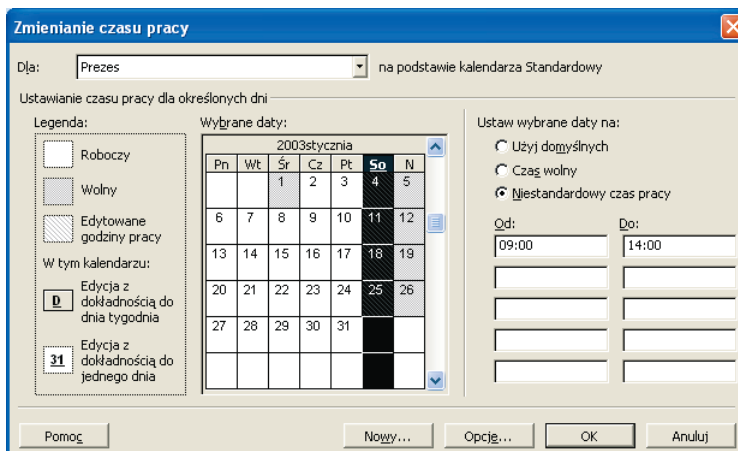 Zmienianie czasu pracy
Dla: Prezes na podstawie kalendarza Standardowy
Ustawianie czasu pracy dla określonych dni
Legenda:
Roboczy
Wolny
Edytowane
godziny pracy
W tym kalendarzu:
D
Edycja z
dokładnością do
dnia tygodnia
31
Edycja z
dokładnością do
jednego dnia
Wybrane daty:
2003stycznia
Pn Wt Śr Cz Pt So N
1 2 3 4 5
6 7 8 9 10 11 12
13 14 15 16 17 18 19
20 21 22 23 24 25 26
27 28 29 30 31
Ustaw wybrane daty na:
Użyj domyślnych
Czas wolny
Niestandardowy czas pracy
Od: Do:
09:00 14:00
Pomoc Nowy... Opcje... OK Anuluj